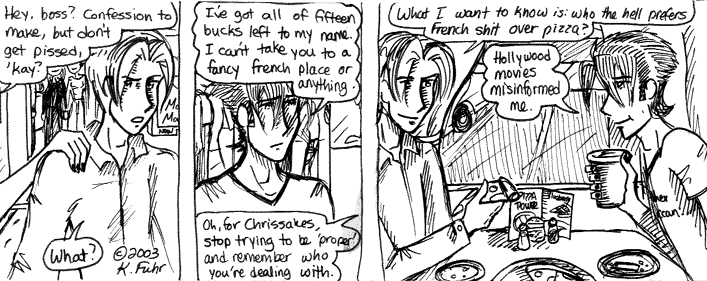 Hey, boss? Confession to
make, but don't
get pissed,
'kay?
What?
©2003
K. Fuhr
I've got all of fifteen
bucks left to my name.
I can't take you to a
fancy french place or
anything.
Oh, for Chrissakes,
stop trying to be 'proper'
and remember who
you're dealing with.
What I want to know is: who the hell prefers
French shit over pizza?
Hollywood
movies
misinformed
me.